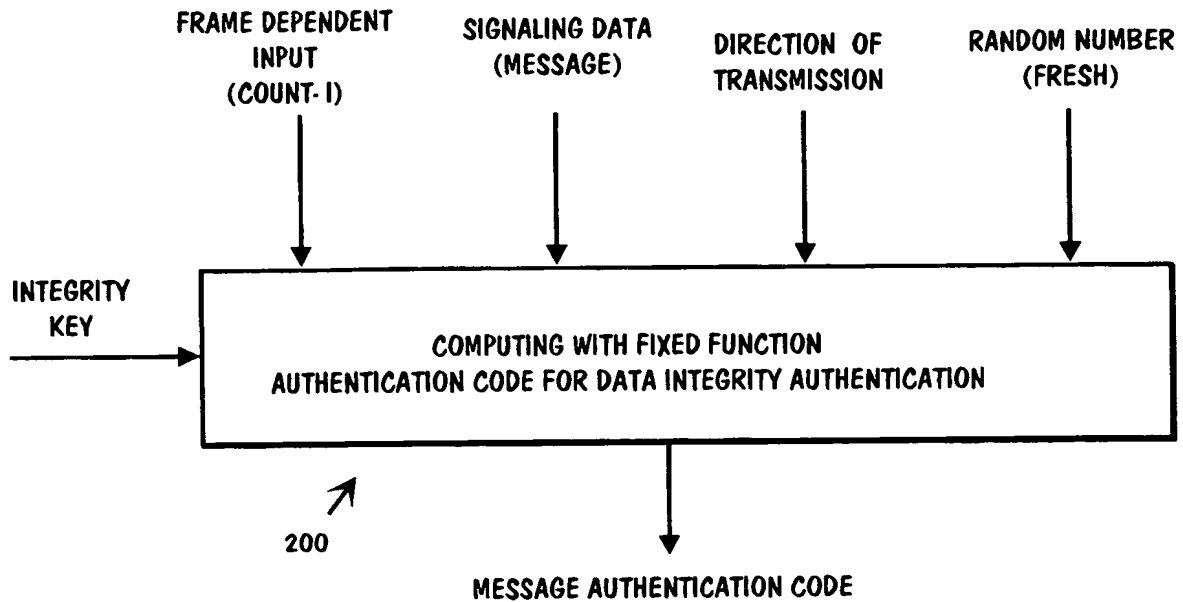 FRAME DEPENDENT
INPUT
(COUNT-I)
SIGNALING DATA
(MESSAGE)
DIRECTION OF
TRANSMISSION
RANDOM NUMBER
(FRESH)
INTEGRITY
KEY
COMPUTING WITH FIXED FUNCTION
AUTHENTICATION CODE FOR DATA INTEGRITY AUTHENTICATION
200
MESSAGE AUTHENTICATION CODE